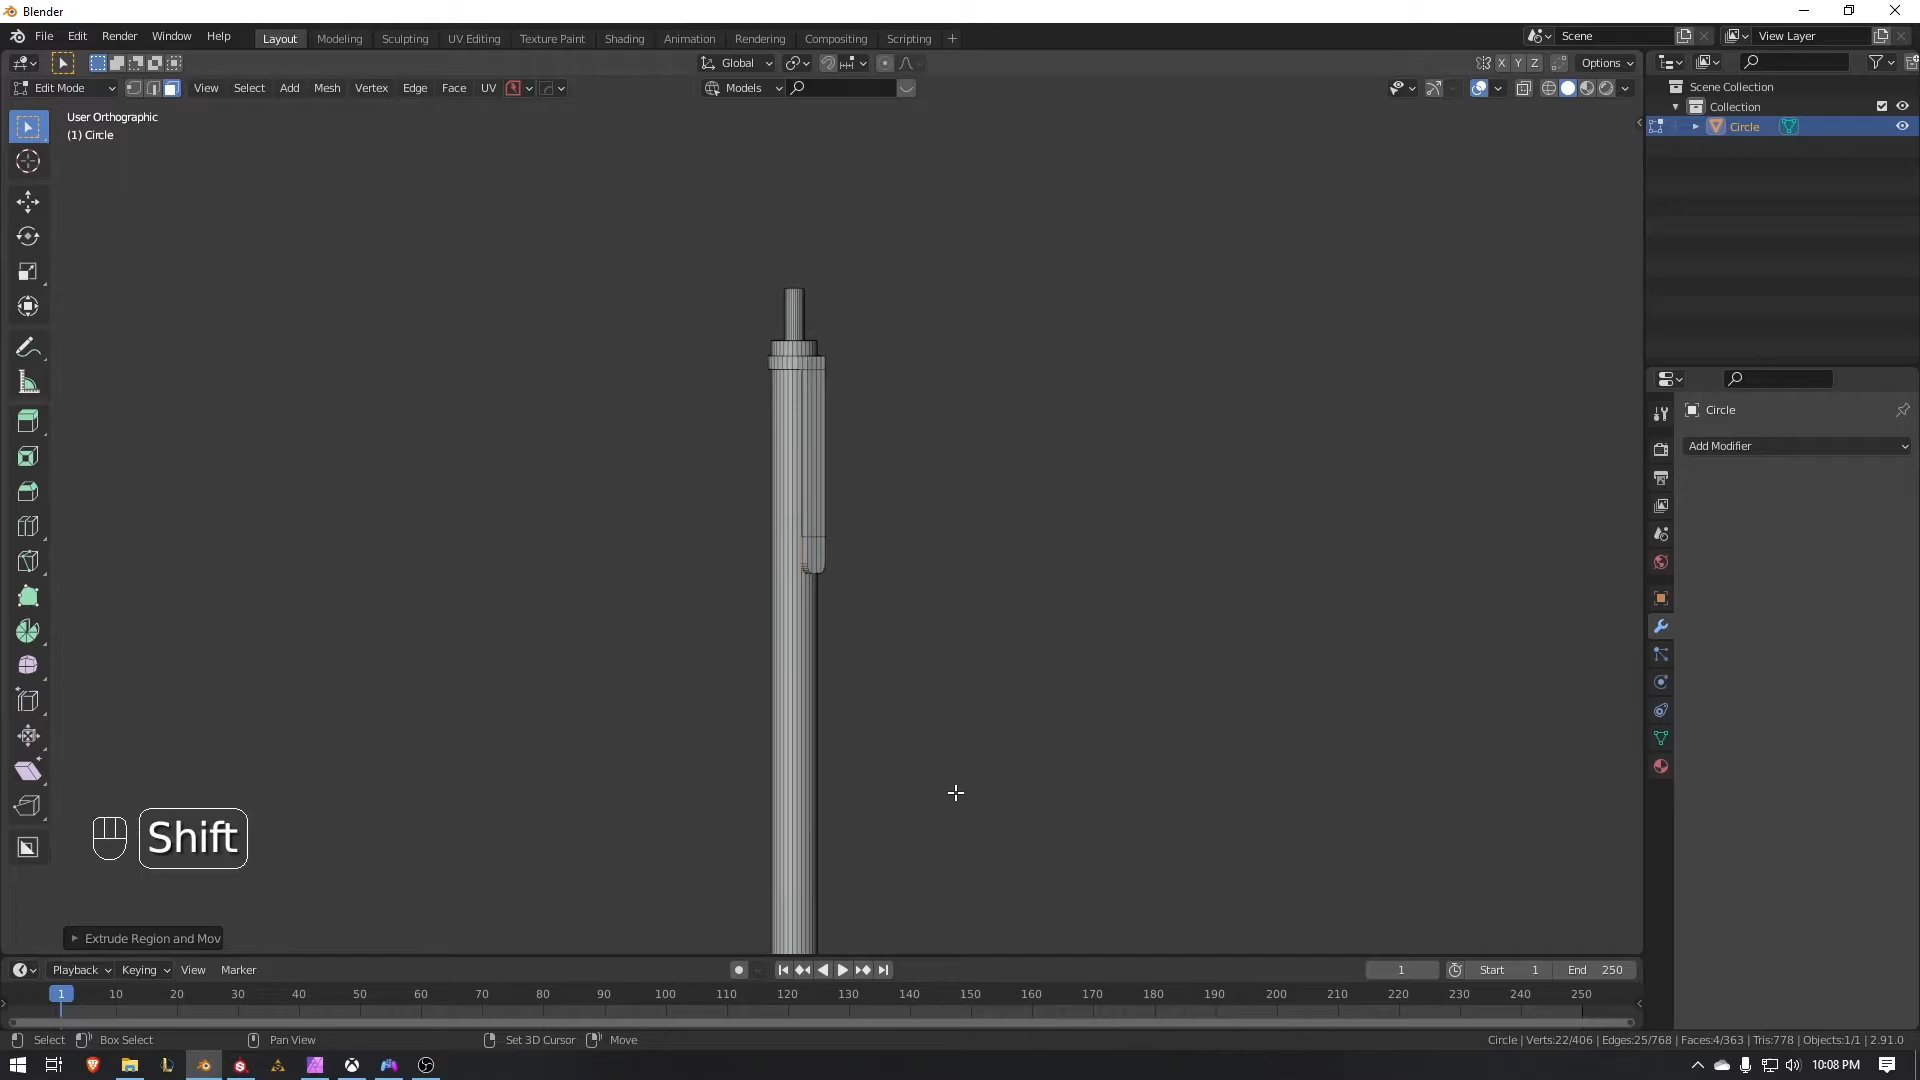 Blender
File Edit Render Window Help
Layout Modeling Sculpting UV Editing Texture Paint Shading Animation Rendering Compositing Scripting +
Scene
View Layer
Global
X Y Z
Options
Edit Mode
View Select Add Mesh Vertex Edge Face UV
Models
User Orthographic
(1) Circle
Scene Collection
Collection
Circle
Circle
Add Modifier
Shift
Extrude Region and Mov
Playback Keying View Marker
1
Start 1
End 250
1 10 20 30 40 50 60 70 80 90 100 110 120 130 140 150 160 170 180 190 200 210 220 230 240 250
Select
Box Select
Pan View
Set 3D Cursor
Move
Circle | Verts:22/406 | Edges:25/768 | Faces:4/363 | Tris:778 | Objects:1/1 | 2.91.0
10:08 PM